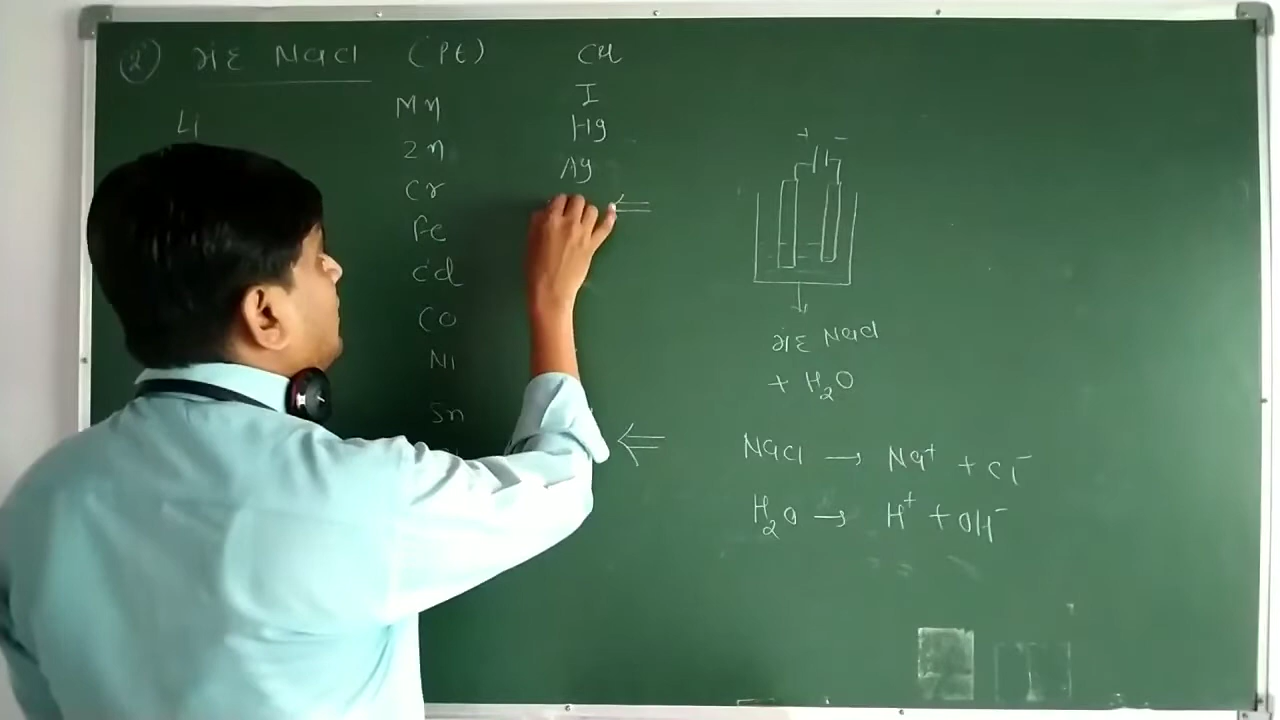 (2) NaCl (Pt)
Li
Mn
Zn
Cr
Fe
Cd
Co
Ni
Sn
Cu
I
Hg
Ag
⇐
⇐
+ −
NaCl
+ H₂O
NaCl → Na⁺ + Cl⁻
H₂O → H⁺ + OH⁻